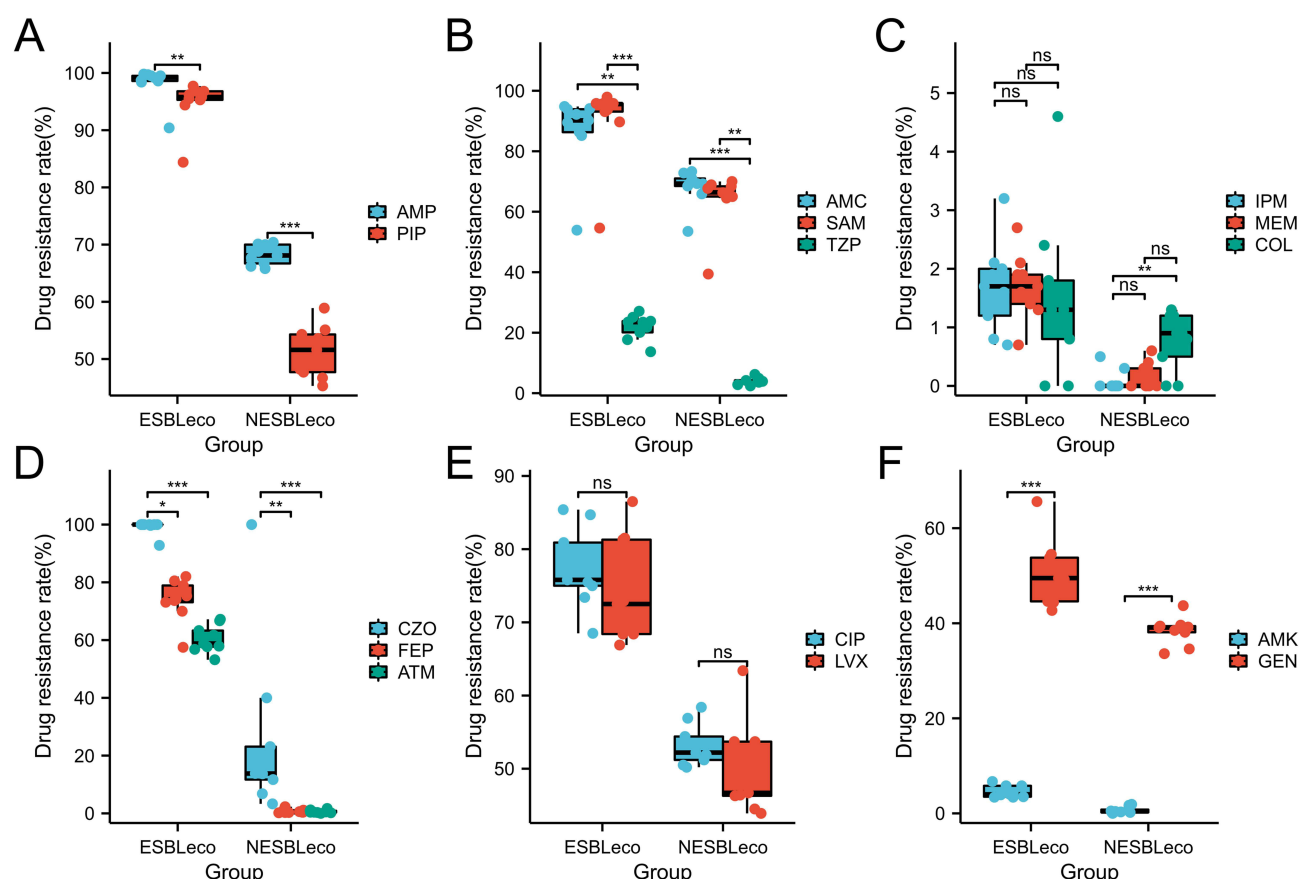 A
Drug resistance rate(%)
100
90
80
70
60
50
**
***
ESBLeco NESBLeco
Group
AMP
PIP
B
Drug resistance rate(%)
100
80
60
40
20
0
***
**
**
***
ESBLeco NESBLeco
Group
AMC
SAM
TZP
C
Drug resistance rate(%)
5
4
3
2
1
0
ns
ns
ns
ns
**
ns
ESBLeco NESBLeco
Group
IPM
MEM
COL
D
Drug resistance rate(%)
100
80
60
40
20
0
***
*
***
**
ESBLeco NESBLeco
Group
CZO
FEP
ATM
E
Drug resistance rate(%)
90
80
70
60
50
ns
ns
ESBLeco NESBLeco
Group
CIP
LVX
F
Drug resistance rate(%)
60
40
20
0
***
***
ESBLeco NESBLeco
Group
AMK
GEN